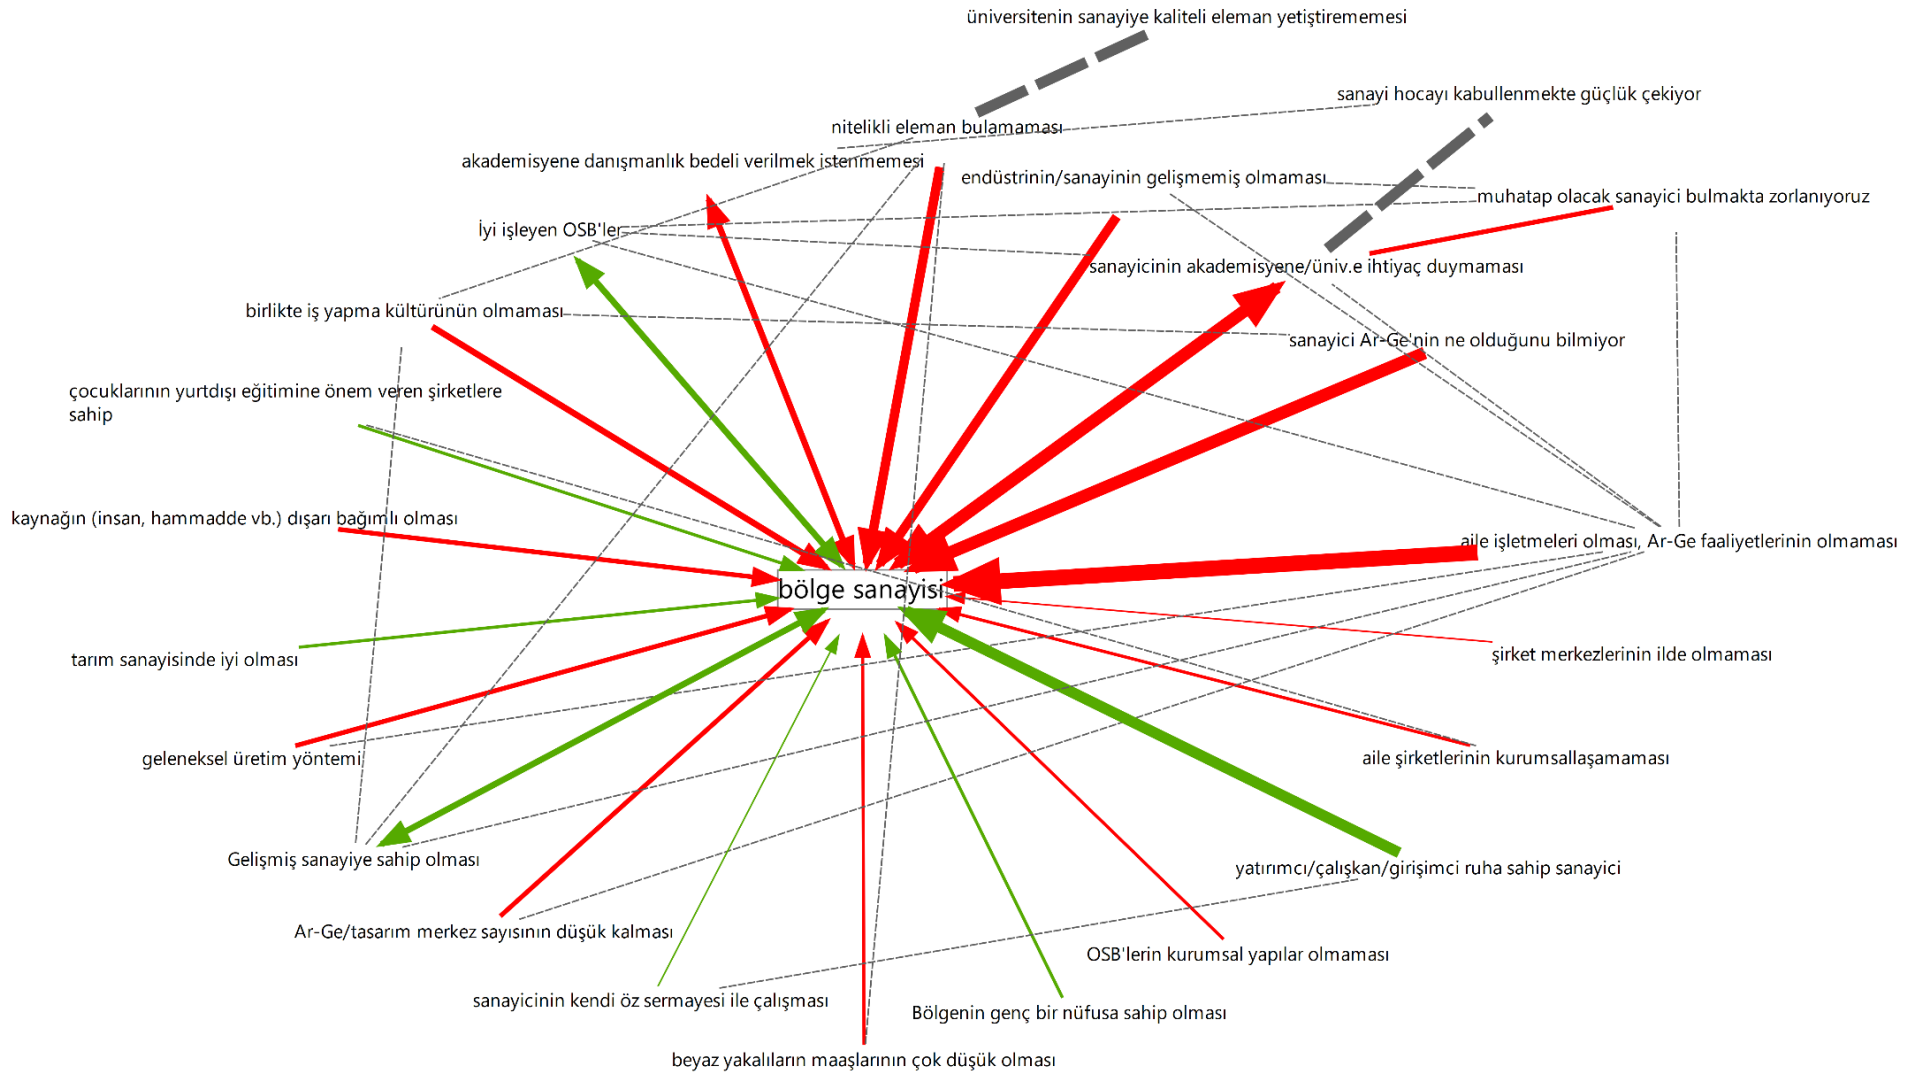 üniversitenin sanayiye kaliteli eleman yetiştirememesi
sanayi hocayı kabullenmekte güçlük çekiyor
nitelikli eleman bulamaması
akademisyene danışmanlık bedeli verilmek istenmemesi
endüstrinin/sanayinin gelişmemiş olmaması
muhatap olacak sanayici bulmakta zorlanıyoruz
İyi işleyen OSB'ler
sanayicinin akademisyene/üniv.e ihtiyaç duymaması
birlikte iş yapma kültürünün olmaması
sanayici Ar-Ge'nin ne olduğunu bilmiyor
çocuklarının yurtdışı eğitimine önem veren şirketlere
sahip
kaynağın (insan, hammadde vb.) dışarı bağımlı olması
aile işletmeleri olması, Ar-Ge faaliyetlerinin olmaması
bölge sanayisi
şirket merkezlerinin ilde olmaması
tarım sanayisinde iyi olması
geleneksel üretim yöntemi
aile şirketlerinin kurumsallaşamaması
Gelişmiş sanayiye sahip olması
yatırımcı/çalışkan/girişimci ruha sahip sanayici
Ar-Ge/tasarım merkez sayısının düşük kalması
OSB'lerin kurumsal yapılar olmaması
sanayicinin kendi öz sermayesi ile çalışması
Bölgenin genç bir nüfusa sahip olması
beyaz yakalıların maaşlarının çok düşük olması